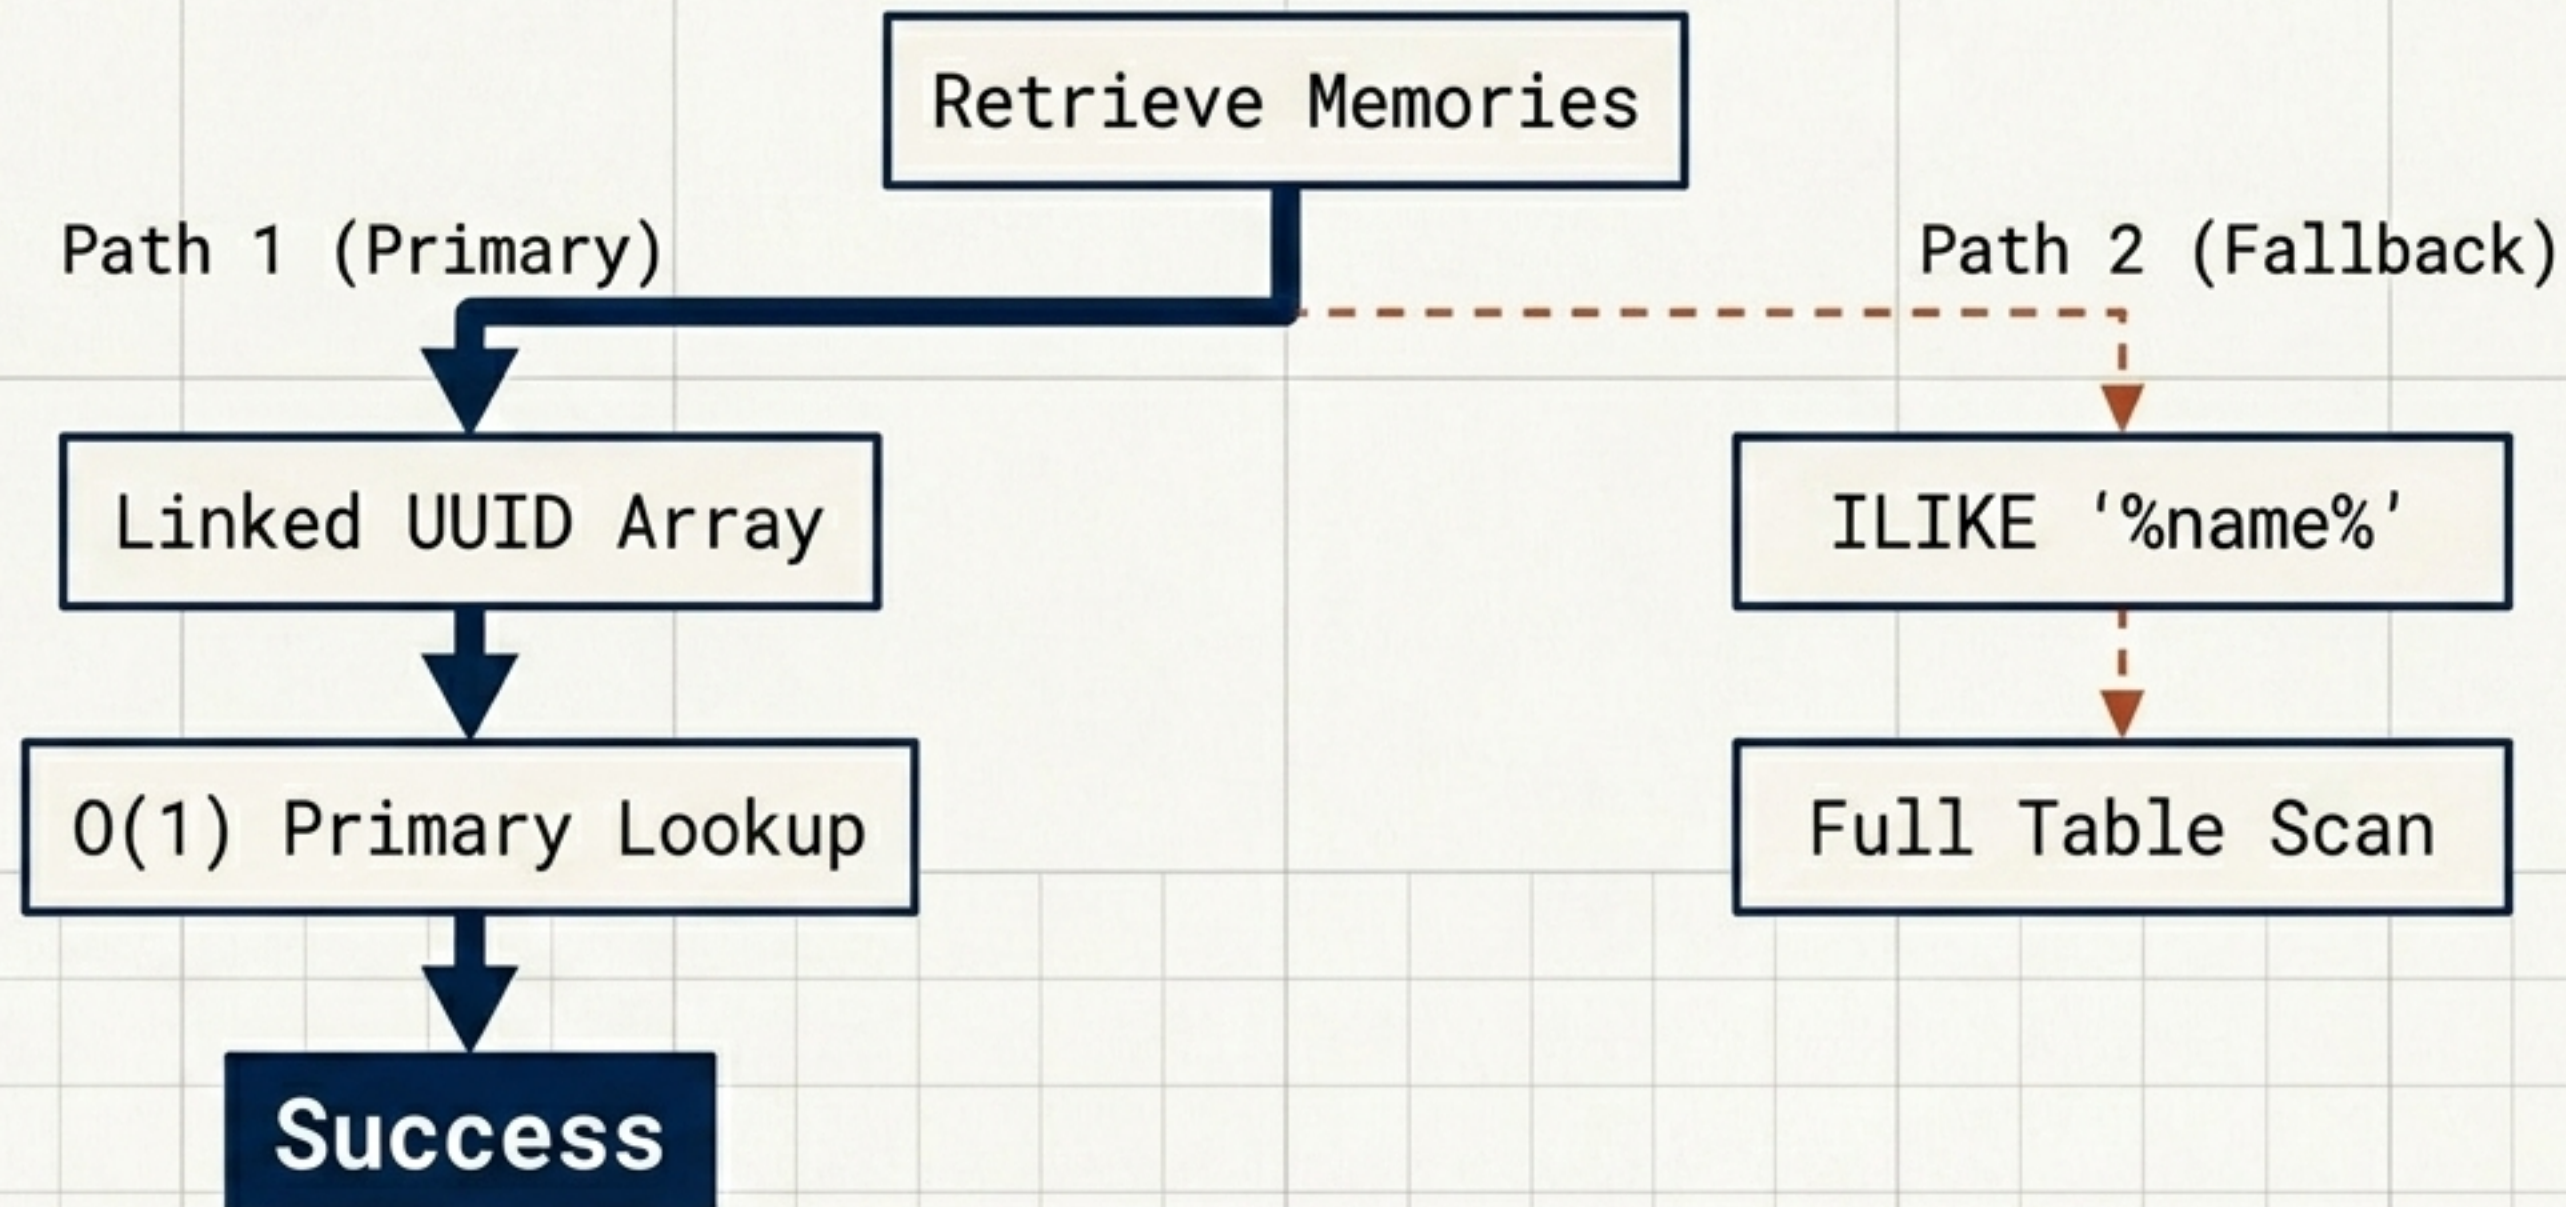 Retrieve Memories
Path 1 (Primary)
Path 2 (Fallback)
Linked UUID Array
ILIKE ‘%name%’
O(1) Primary Lookup
Full Table Scan
Success